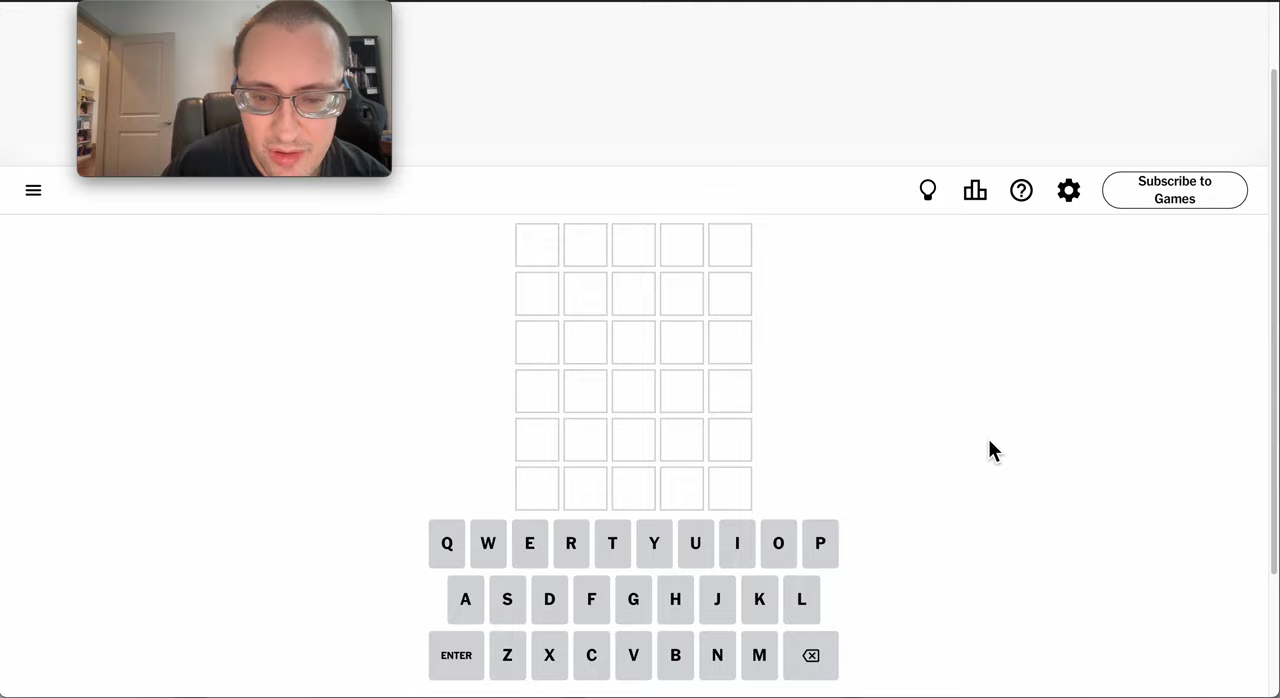 Subscribe to
Games
Q W E R T Y U I O P
A S D F G H J K L
ENTER Z X C V B N M